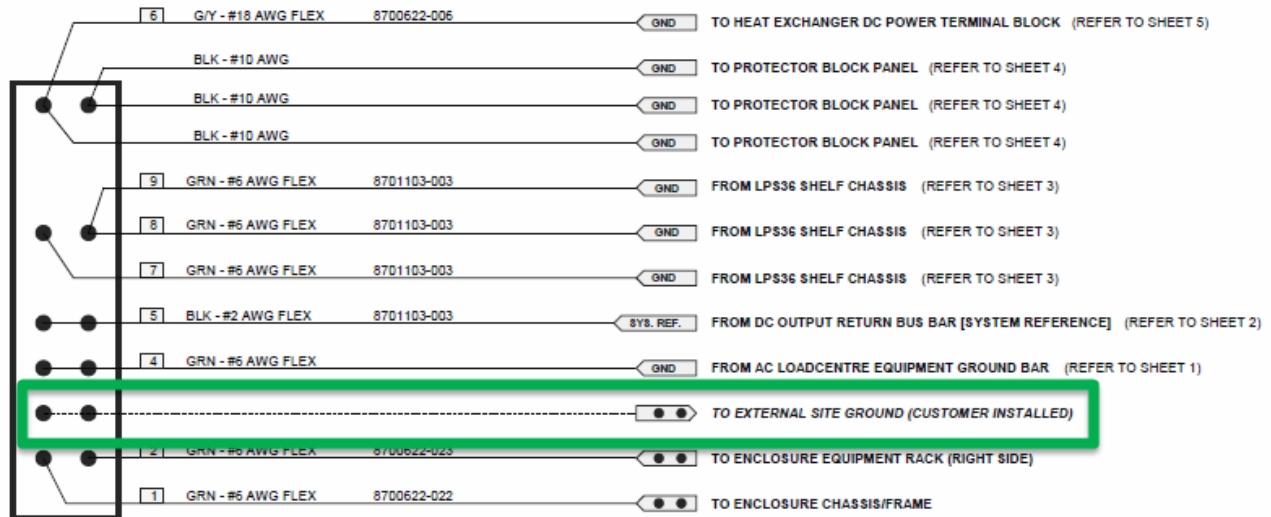 6 G/Y - #18 AWG FLEX 8700622-006 GND TO HEAT EXCHANGER DC POWER TERMINAL BLOCK (REFER TO SHEET 5)
BLK - #10 AWG GND TO PROTECTOR BLOCK PANEL (REFER TO SHEET 4)
BLK - #10 AWG GND TO PROTECTOR BLOCK PANEL (REFER TO SHEET 4)
BLK - #10 AWG GND TO PROTECTOR BLOCK PANEL (REFER TO SHEET 4)
9 GRN - #6 AWG FLEX 8701103-003 GND FROM LPS36 SHELF CHASSIS (REFER TO SHEET 3)
8 GRN - #6 AWG FLEX 8701103-003 GND FROM LPS36 SHELF CHASSIS (REFER TO SHEET 3)
7 GRN - #6 AWG FLEX 8701103-003 GND FROM LPS36 SHELF CHASSIS (REFER TO SHEET 3)
5 BLK - #2 AWG FLEX 8701103-003 SYS. REF. FROM DC OUTPUT RETURN BUS BAR [SYSTEM REFERENCE] (REFER TO SHEET 2)
4 GRN - #6 AWG FLEX GND FROM AC LOADCENTRE EQUIPMENT GROUND BAR (REFER TO SHEET 1)
TO EXTERNAL SITE GROUND (CUSTOMER INSTALLED)
2 GRN - #6 AWG FLEX 8700622-023 TO ENCLOSURE EQUIPMENT RACK (RIGHT SIDE)
1 GRN - #6 AWG FLEX 8700622-022 TO ENCLOSURE CHASSIS/FRAME